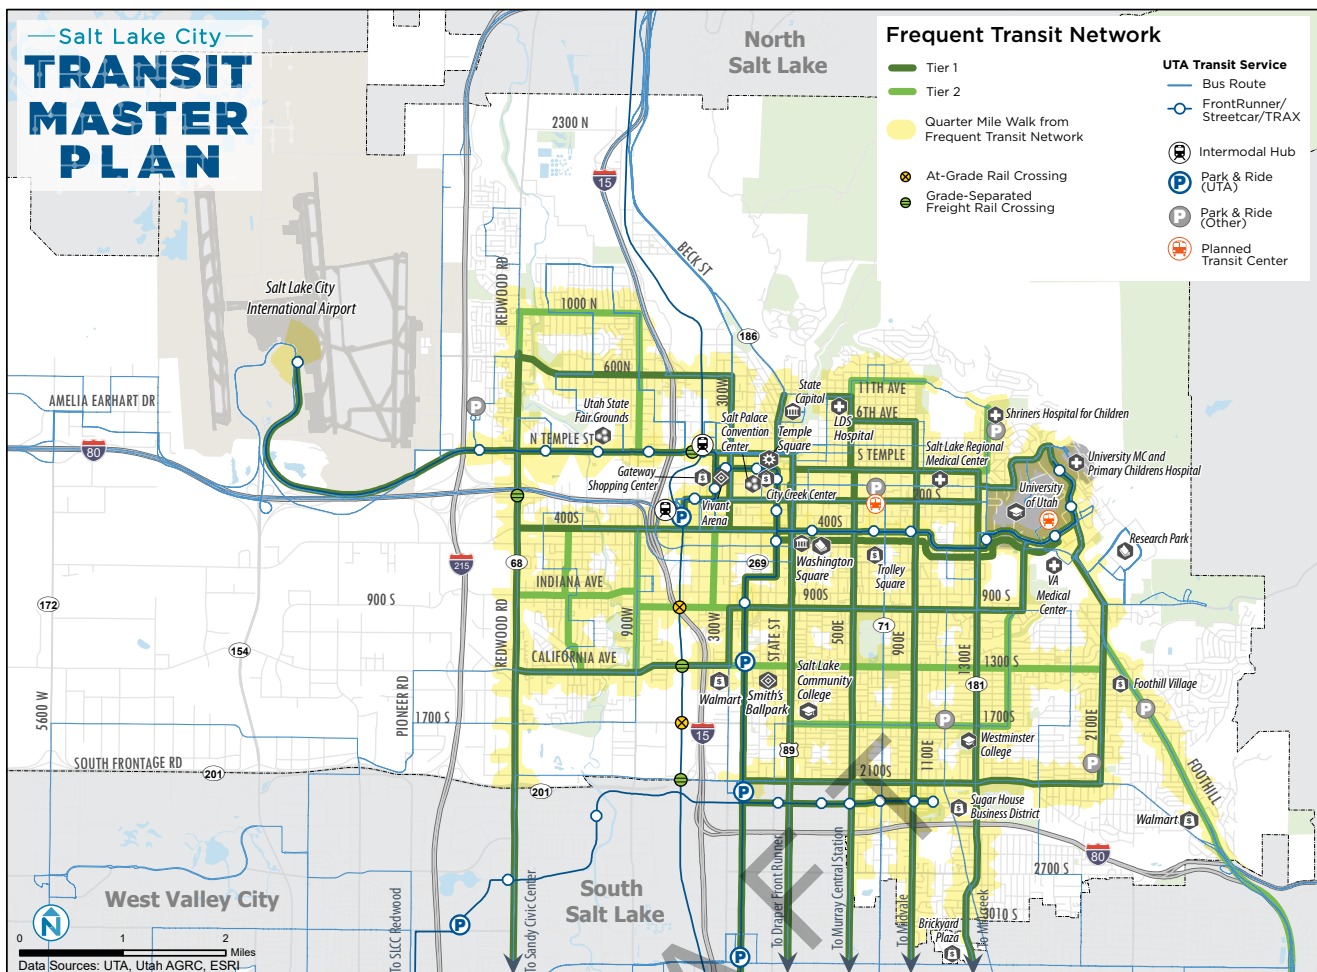 Salt Lake City
TRANSIT
MASTER
PLAN
North
Salt Lake
Frequent Transit Network
Tier 1
Tier 2
Quarter Mile Walk from
Frequent Transit Network
At-Grade Rail Crossing
Grade-Separated
Freight Rail Crossing
UTA Transit Service
Bus Route
FrontRunner/
Streetcar/TRAX
Intermodal Hub
P
Park & Ride
(UTA)
P
Park & Ride
(Other)
Planned
Transit Center
2300 N
15
BECK ST
REDWOOD RD
Salt Lake City
International Airport
1000 N
186
600N
300W
State
Capitol
11TH AVE
6TH AVE
LDS
Hospital
Shriners Hospital for Children
P
AMELIA EARHART DR
P
Utah State
Fair Grounds
Salt Palace
Convention
Center
Temple
Square
S TEMPLE
Salt Lake Regional
Medical Center
University MC and
Primary Childrens Hospital
80
N TEMPLE ST
Gateway
Shopping Center
City Creek Center
P
200 S
University
of Utah
Vivant
Arena
P
400S
400S
Research Park
68
269
Washington
Square
Trolley
Square
VA
Medical
Center
215
INDIANA AVE
172
900 S
900W
300W
900S
900 S
STATE ST
500E
71
900E
1300E
REDWOOD RD
154
CALIFORNIA AVE
P
1300 S
Salt Lake
Community
College
181
Foothill Village
Walmart
Smith's
Ballpark
5600 W
PIONEER RD
1700 S
15
P
1700S
P
89
1100E
Westminster
College
2100E
SOUTH FRONTAGE RD
201
201
2100S
P
P
FOOTHILL
Sugar House
Business District
Walmart
80
2700 S
West Valley City
South
Salt Lake
3010 S
N
P
To SLCC Redwood
To Sandy Civic Center
To Draper Front Runner
To Murray Central Station
To Midvale
To Millcreek
Brickyard
Plaza
P
0 1 2
Miles
Data Sources: UTA, Utah AGRC, ESRI